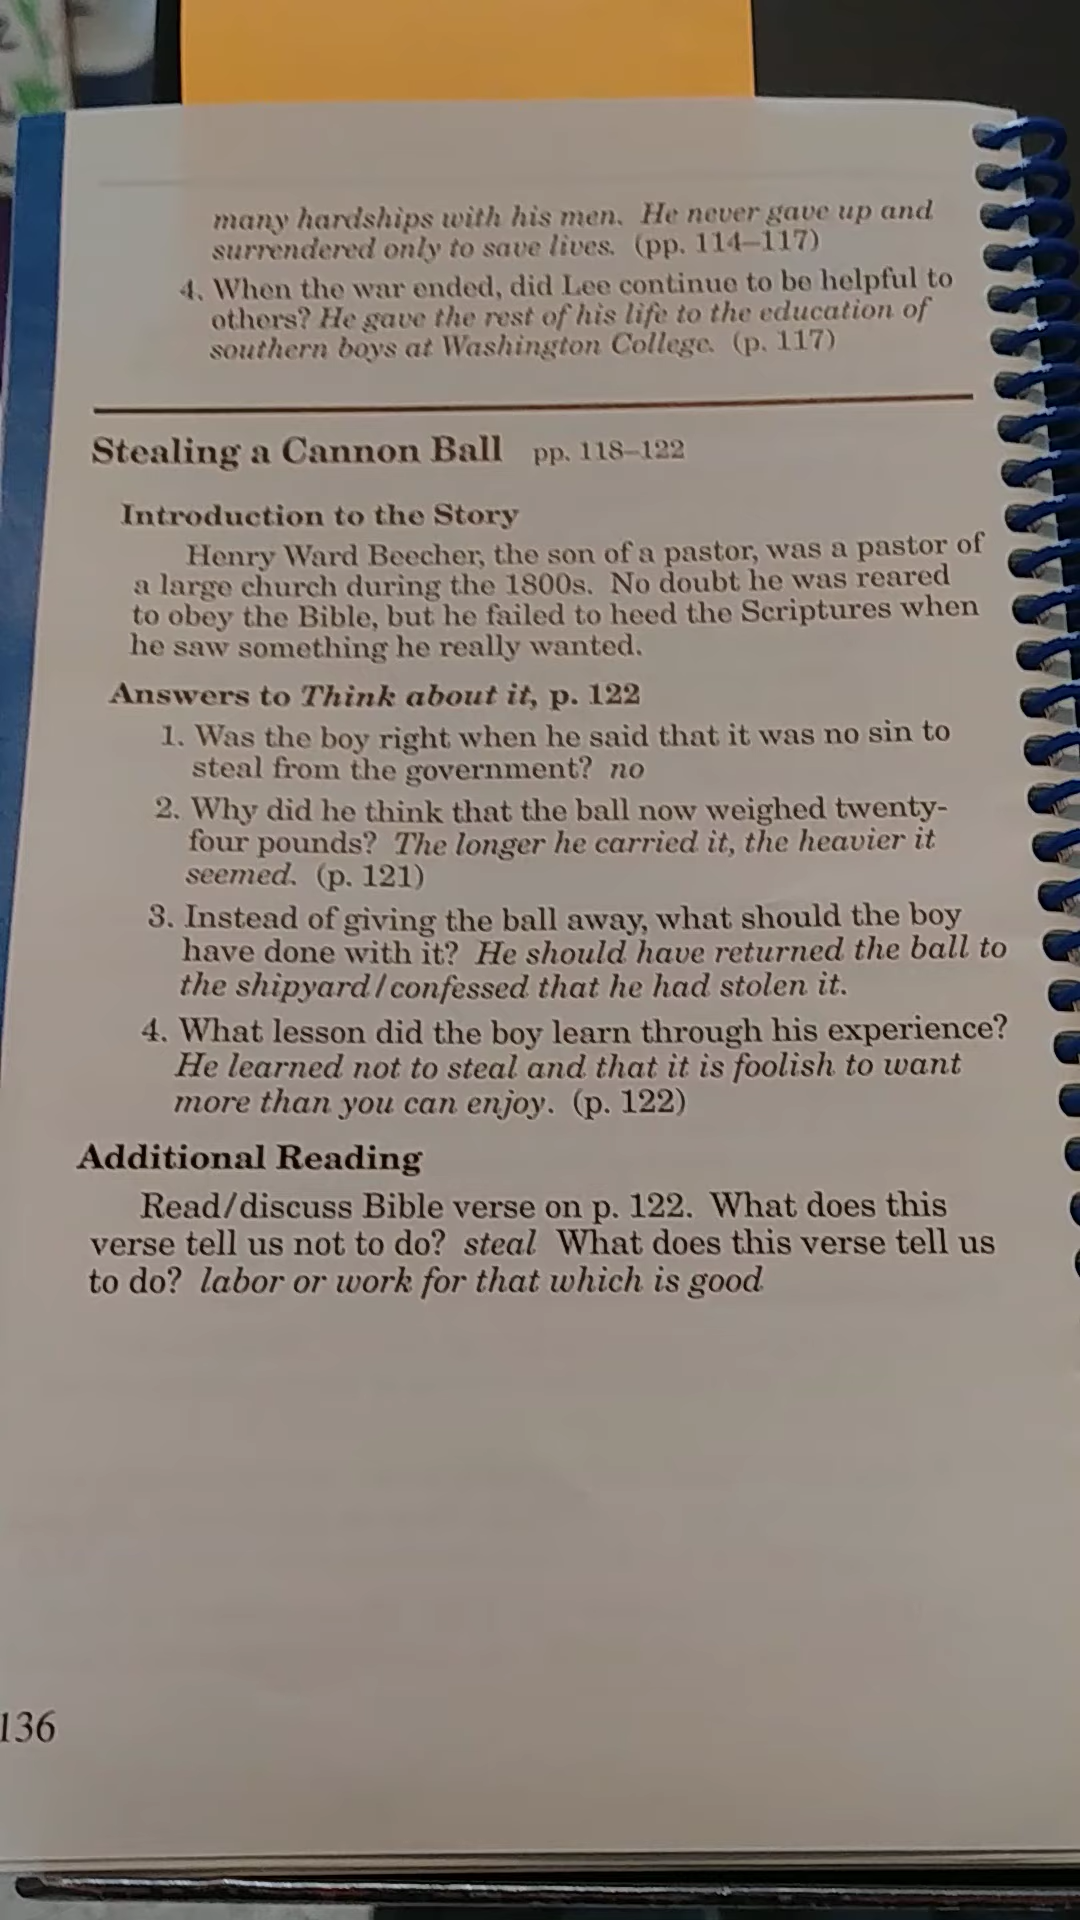 many hardships with his men. He never gave up and
surrendered only to save lives. (pp. 114–117)
4. When the war ended, did Lee continue to be helpful to
others? He gave the rest of his life to the education of
southern boys at Washington College. (p. 117)
Stealing a Cannon Ball pp. 118–122
Introduction to the Story
Henry Ward Beecher, the son of a pastor, was a pastor of
a large church during the 1800s. No doubt he was reared
to obey the Bible, but he failed to heed the Scriptures when
he saw something he really wanted.
Answers to Think about it, p. 122
1. Was the boy right when he said that it was no sin to
steal from the government? no
2. Why did he think that the ball now weighed twenty-
four pounds? The longer he carried it, the heavier it
seemed. (p. 121)
3. Instead of giving the ball away, what should the boy
have done with it? He should have returned the ball to
the shipyard/confessed that he had stolen it.
4. What lesson did the boy learn through his experience?
He learned not to steal and that it is foolish to want
more than you can enjoy. (p. 122)
Additional Reading
Read/discuss Bible verse on p. 122. What does this
verse tell us not to do? steal What does this verse tell us
to do? labor or work for that which is good
136